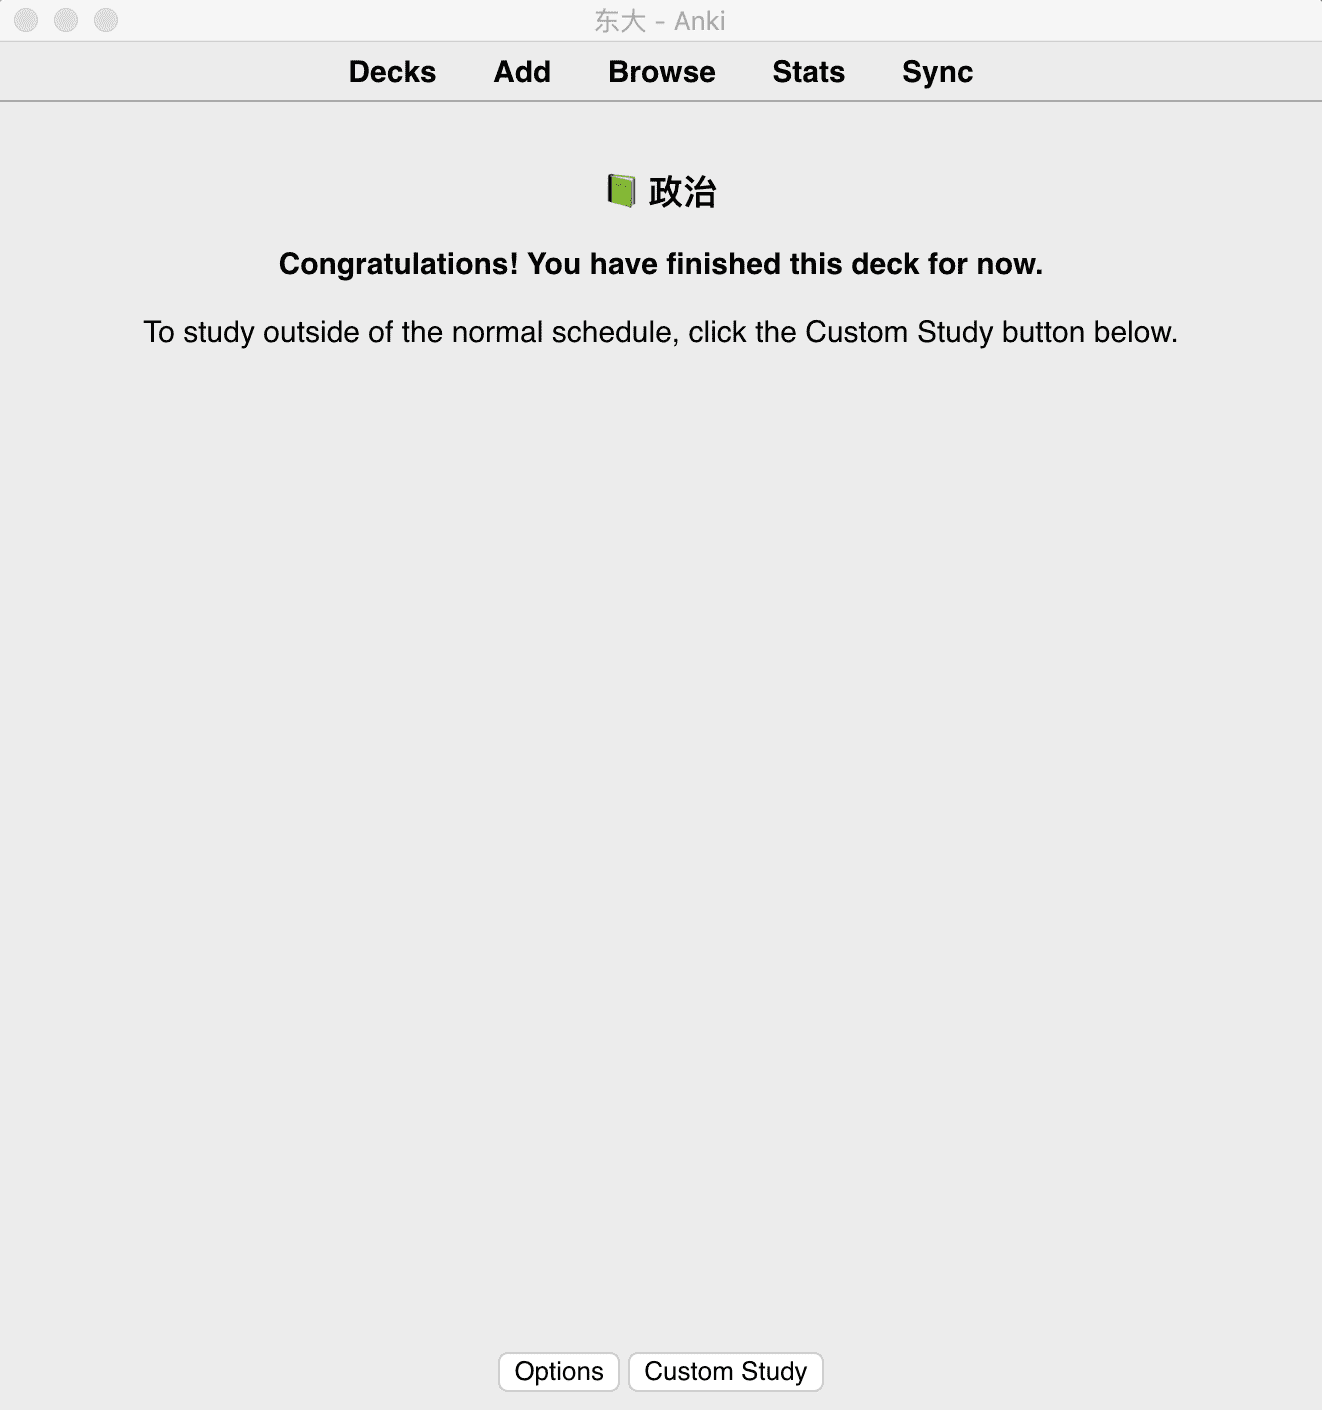 东大 - Anki
Decks Add Browse Stats Sync
📗 政治
Congratulations! You have finished this deck for now.
To study outside of the normal schedule, click the Custom Study button below.
Options Custom Study